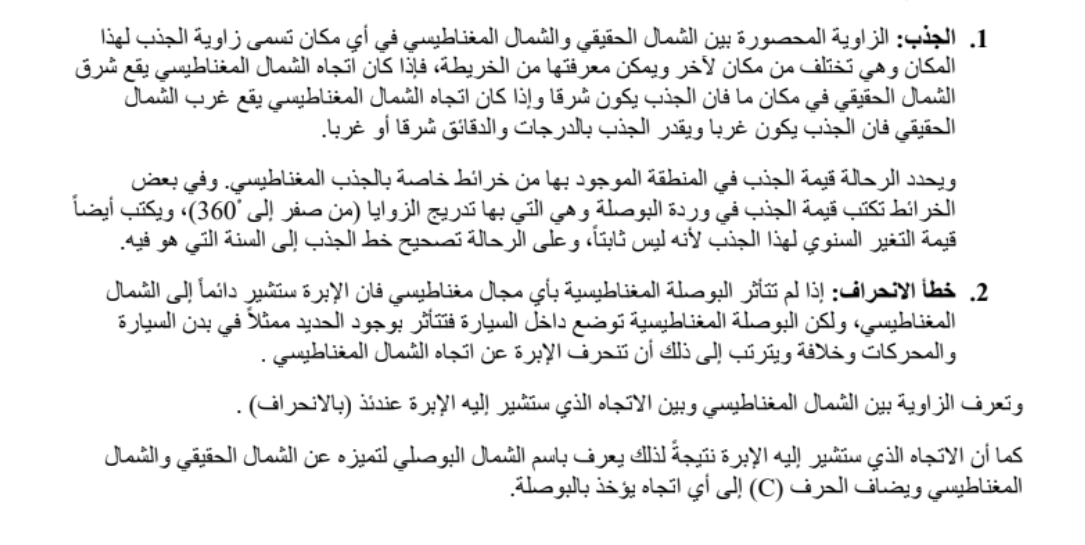 1. الجذب: الزاوية المحصورة بين الشمال الحقيقي والشمال المغناطيسي في أي مكان تسمى زاوية الجذب لهذا
المكان وهي تختلف من مكان لآخر ويمكن معرفتها من الخريطة، فإذا كان اتجاه الشمال المغناطيسي يقع شرق
الشمال الحقيقي في مكان ما فان الجذب يكون شرقا وإذا كان اتجاه الشمال المغناطيسي يقع غرب الشمال
الحقيقي فان الجذب يكون غربا ويقدر الجذب بالدرجات والدقائق شرقا أو غربا.
ويحدد الرحالة قيمة الجذب في المنطقة الموجود بها من خرائط خاصة بالجذب المغناطيسي. وفي بعض
الخرائط تكتب قيمة الجذب في وردة البوصلة وهي التي بها تدريج الزوايا (من صفر إلى 360°)، ويكتب أيضاً
قيمة التغير السنوي لهذا الجذب لأنه ليس ثابتاً، وعلى الرحالة تصحيح خط الجذب إلى السنة التي هو فيه.
2. خطأ الانحراف: إذا لم تتأثر البوصلة المغناطيسية بأي مجال مغناطيسي فان الإبرة ستشير دائماً إلى الشمال
المغناطيسي، ولكن البوصلة المغناطيسية توضع داخل السيارة فتتأثر بوجود الحديد ممثلاً في بدن السيارة
والمحركات وخلافة ويترتب إلى ذلك أن تنحرف الإبرة عن اتجاه الشمال المغناطيسي .
وتعرف الزاوية بين الشمال المغناطيسي وبين الاتجاه الذي ستشير إليه الإبرة عندئذ (بالانحراف) .
كما أن الاتجاه الذي ستشير إليه الإبرة نتيجةً لذلك يعرف باسم الشمال البوصلي لتميزه عن الشمال الحقيقي والشمال
المغناطيسي ويضاف الحرف (C) إلى أي اتجاه يؤخذ بالبوصلة.